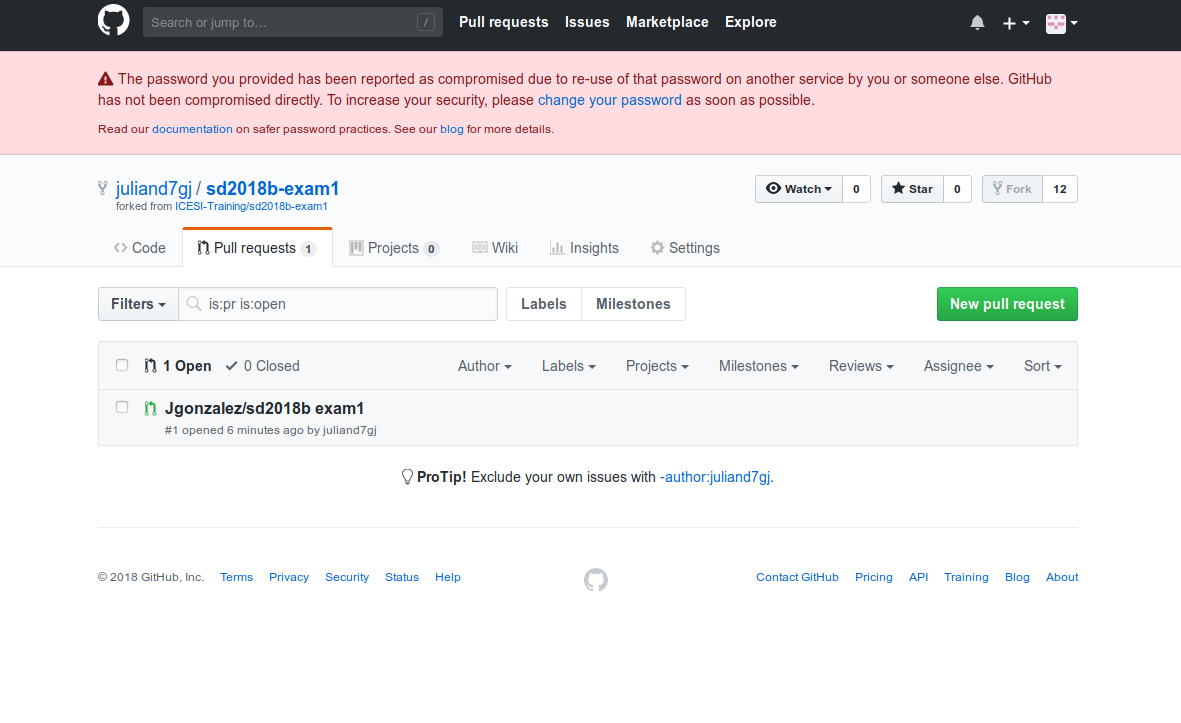 Search or jump to... / Pull requests Issues Marketplace Explore
The password you provided has been reported as compromised due to re-use of that password on another service by you or someone else. GitHub
has not been compromised directly. To increase your security, please change your password as soon as possible.
Read our documentation on safer password practices. See our blog for more details.
juliand7gj / sd2018b-exam1 Watch 0 Star 0 Fork 12
forked from ICESI-Training/sd2018b-exam1
Code Pull requests 1 Projects 0 Wiki Insights Settings
Filters is:pr is:open Labels Milestones New pull request
1 Open 0 Closed Author Labels Projects Milestones Reviews Assignee Sort
Jgonzalez/sd2018b exam1
#1 opened 6 minutes ago by juliand7gj
ProTip! Exclude your own issues with -author:juliand7gj.
© 2018 GitHub, Inc. Terms Privacy Security Status Help Contact GitHub Pricing API Training Blog About